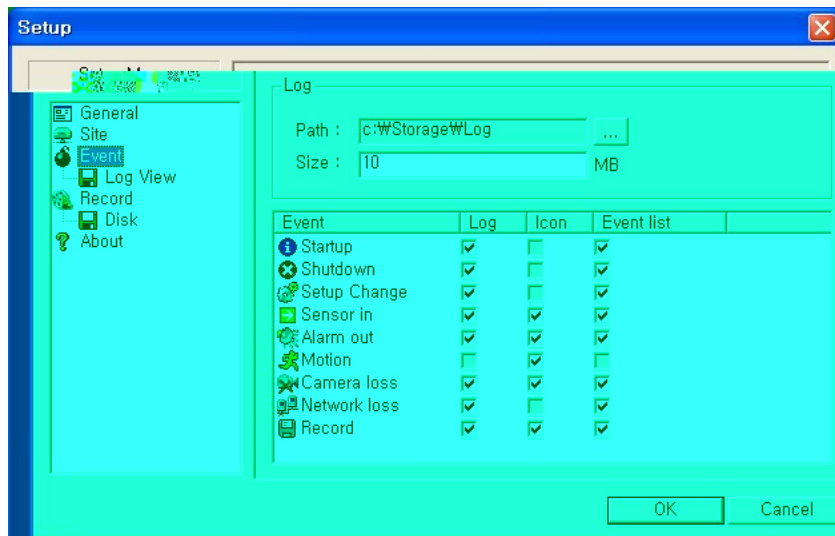 Setup
General
Site
Event
Log View
Record
Disk
About
Log
Path : c:₩Storage₩Log ...
Size : 10 MB
Event Log Icon Event list
Startup
Shutdown
Setup Change
Sensor in
Alarm out
Motion
Camera loss
Network loss
Record
OK Cancel